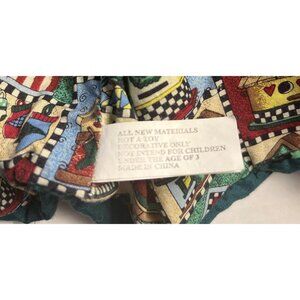 ALL NEW MATERIALS
NOT A TOY
DECORATIVE ONLY
NOT INTEND FOR CHILDREN
UNDER THE AGE OF 3
MADE IN CHINA